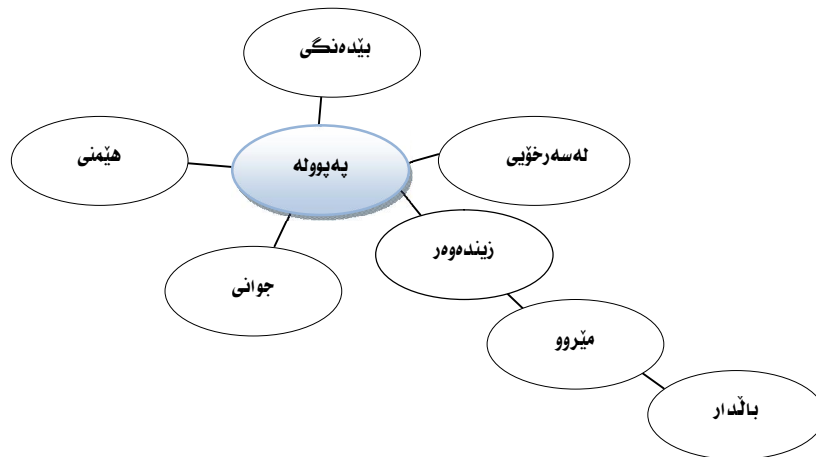 بێدەنگی
هێمنی
پەپوولە
لەسەرخۆیی
زیندەوەر
جوانی
مێروو
باڵدار